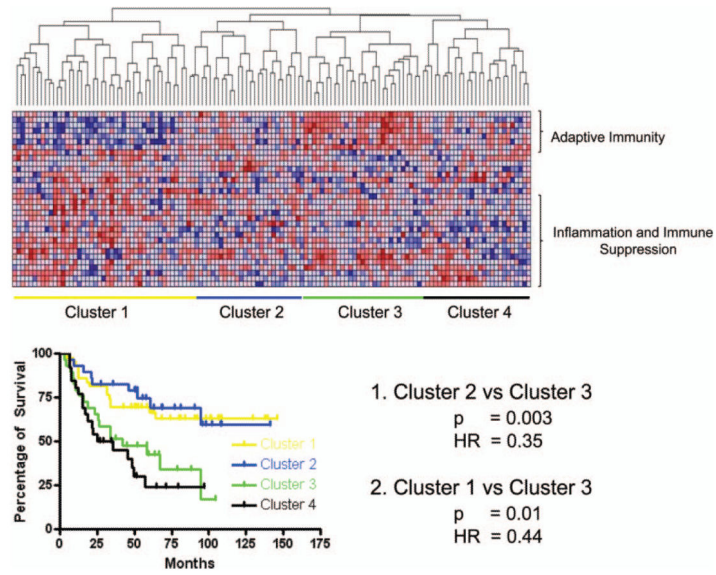 Adaptive Immunity
Inflammation and Immune
Suppression
Cluster 1
Cluster 2
Cluster 3
Cluster 4
Percentage of Survival
100
75
50
25
0
Cluster 1
Cluster 2
Cluster 3
Cluster 4
0
25
50
75
100
125
150
175
Months
1. Cluster 2 vs Cluster 3
p = 0.003
HR = 0.35
2. Cluster 1 vs Cluster 3
p = 0.01
HR = 0.44